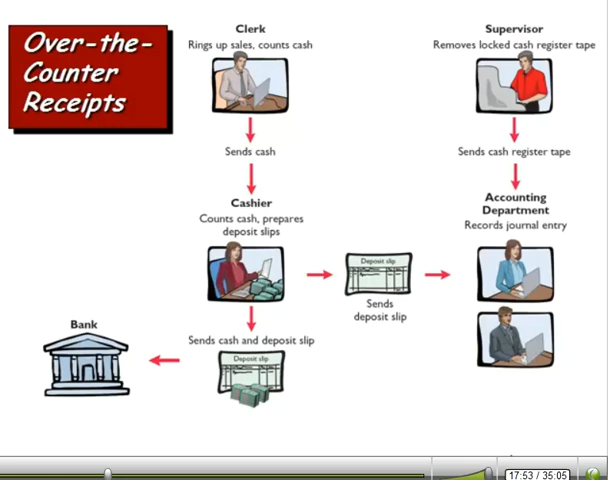 Over-the-
Counter
Receipts
Clerk
Rings up sales, counts cash
Supervisor
Removes locked cash register tape
Sends cash
Sends cash register tape
Cashier
Counts cash, prepares
deposit slips
Accounting
Department
Records journal entry
Deposit slip
Sends
deposit slip
Bank
Sends cash and deposit slip
Deposit slip
17:53 / 35:05